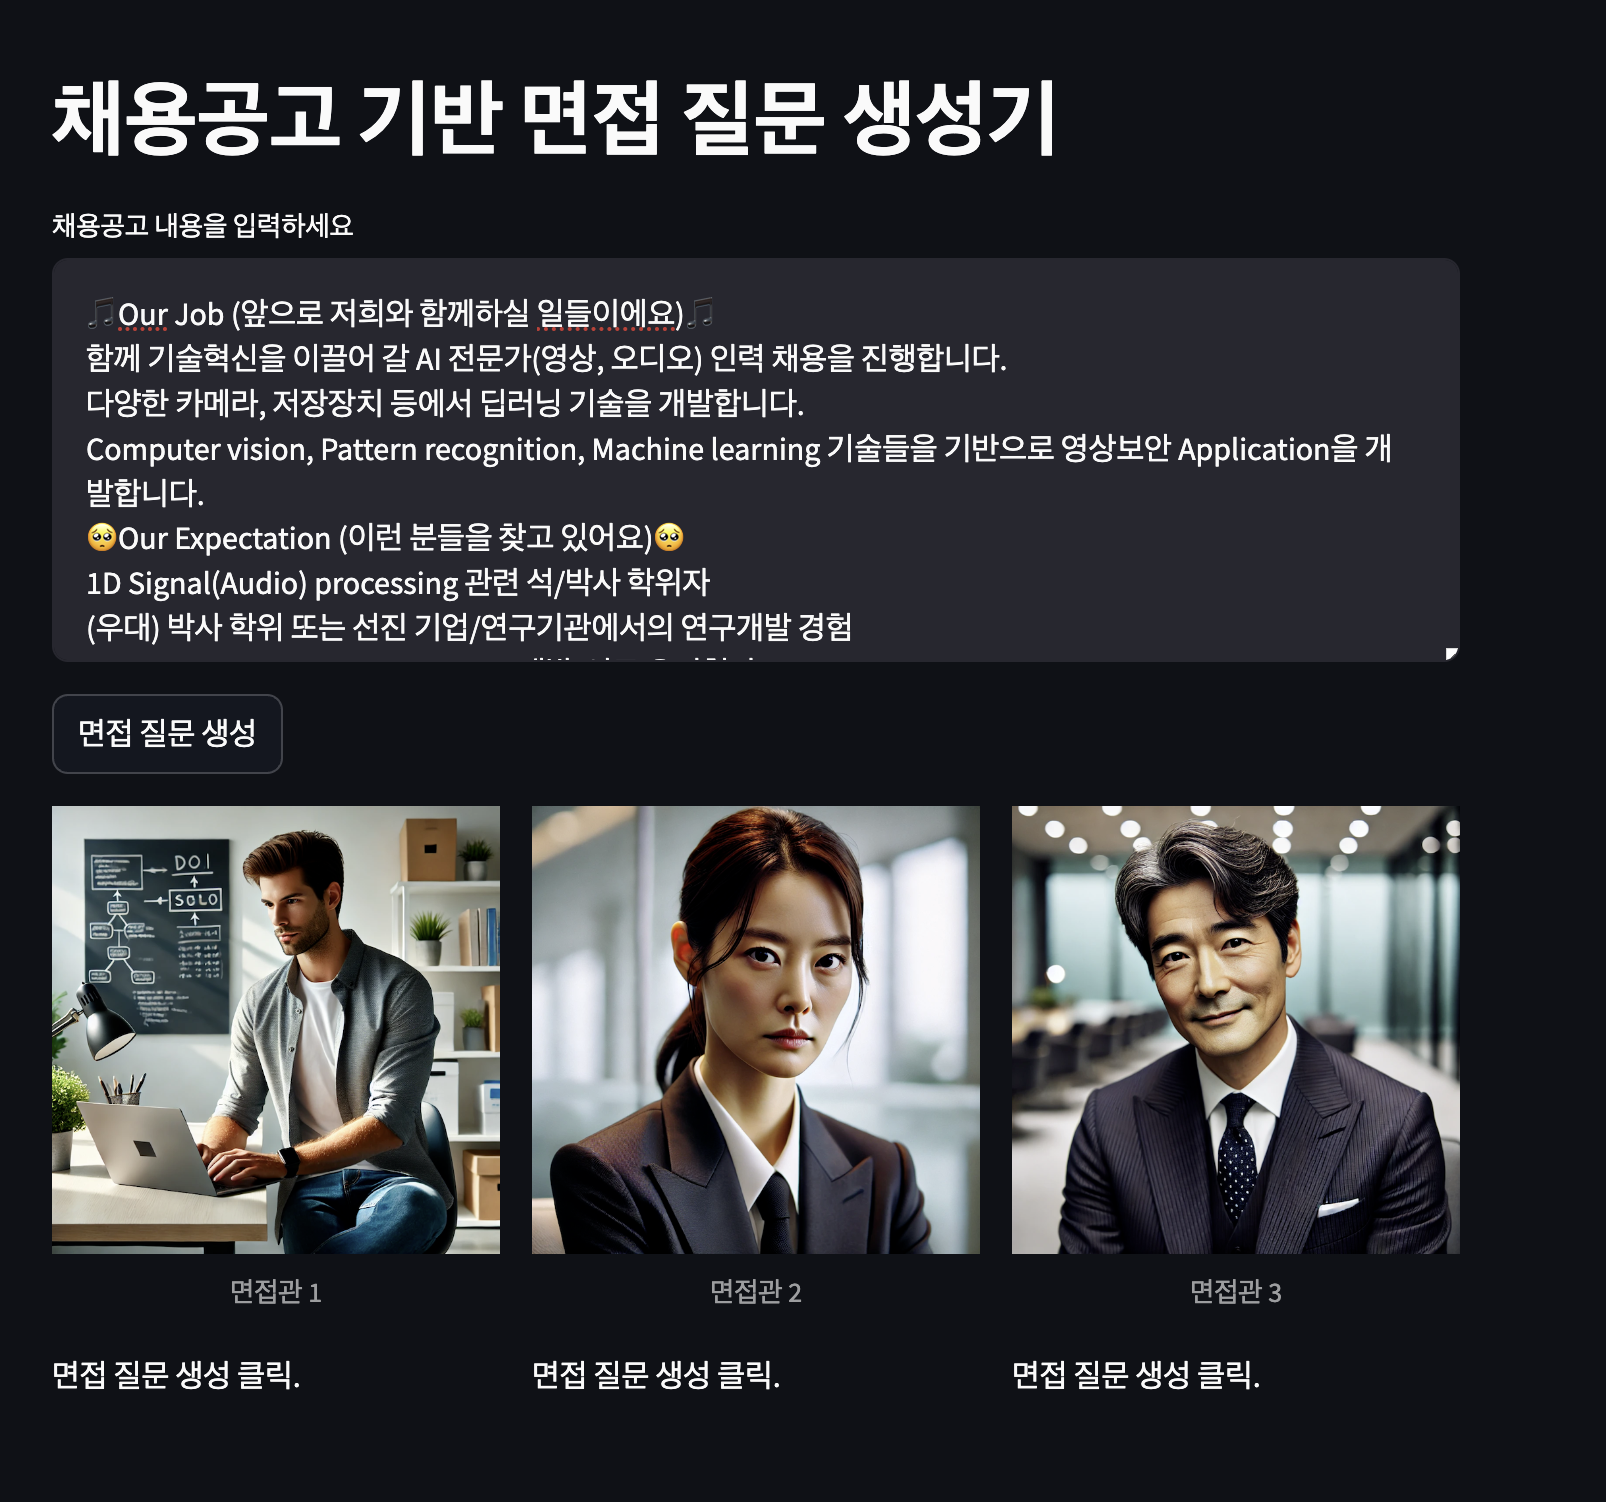 채용공고 기반 면접 질문 생성기
채용공고 내용을 입력하세요
🎵Our Job (앞으로 저희와 함께하실 일들이에요)🎵
함께 기술혁신을 이끌어 갈 AI 전문가(영상, 오디오) 인력 채용을 진행합니다.
다양한 카메라, 저장장치 등에서 딥러닝 기술을 개발합니다.
Computer vision, Pattern recognition, Machine learning 기술들을 기반으로 영상보안 Application을 개
발합니다.
🥺Our Expectation (이런 분들을 찾고 있어요)🥺
1D Signal(Audio) processing 관련 석/박사 학위자
(우대) 박사 학위 또는 선진 기업/연구기관에서의 연구개발 경험
면접 질문 생성
DOI
SOLO
면접관 1
면접관 2
면접관 3
면접 질문 생성 클릭.
면접 질문 생성 클릭.
면접 질문 생성 클릭.